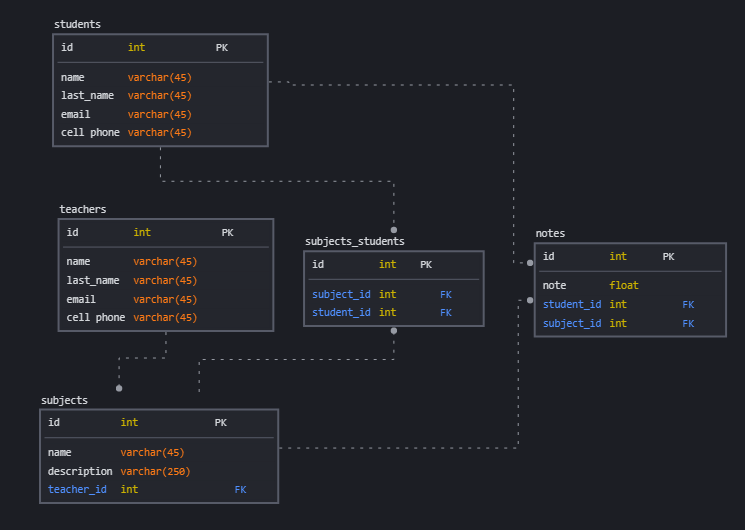 students
id int PK
name varchar(45)
last_name varchar(45)
email varchar(45)
cell phone varchar(45)
teachers
id int PK
name varchar(45)
last_name varchar(45)
email varchar(45)
cell phone varchar(45)
subjects_students
id int PK
subject_id int FK
student_id int FK
notes
id int PK
note float
student_id int FK
subject_id int FK
subjects
id int PK
name varchar(45)
description varchar(250)
teacher_id int FK